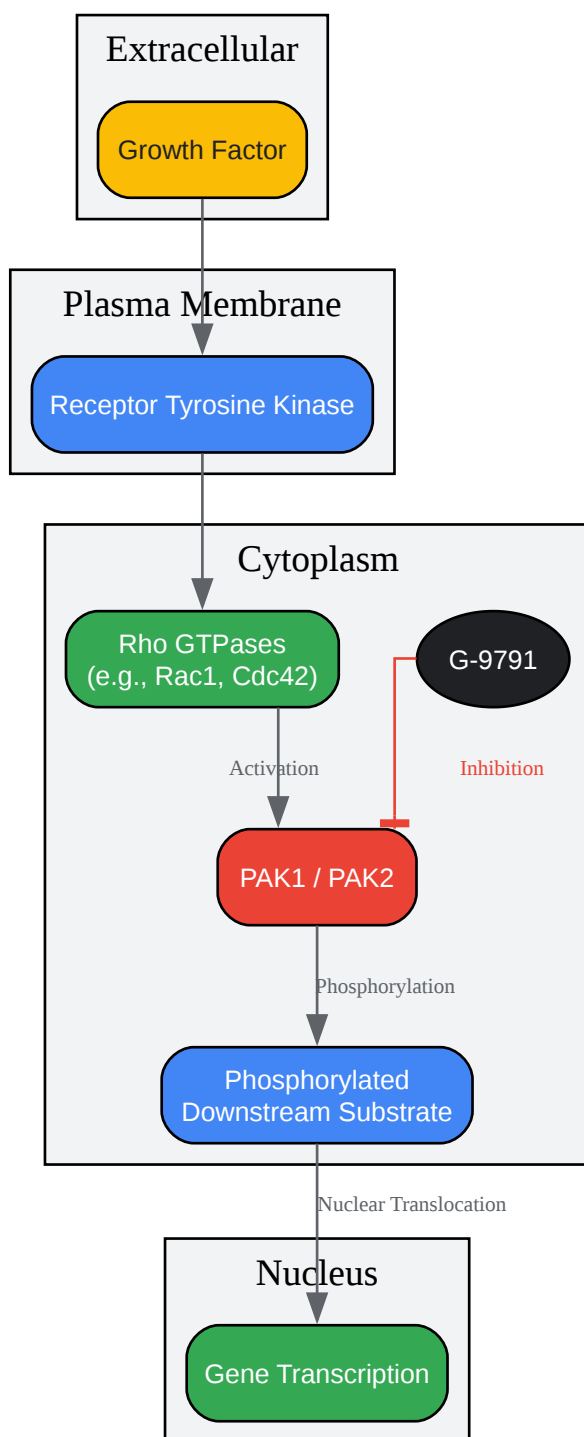 Extracellular
Growth Factor
Plasma Membrane
Receptor Tyrosine Kinase
Cytoplasm
Rho GTPases
(e.g., Rac1, Cdc42)
G-9791
Activation
Inhibition
PAK1 / PAK2
Phosphorylation
Phosphorylated
Downstream Substrate
Nuclear Translocation
Nucleus
Gene Transcription